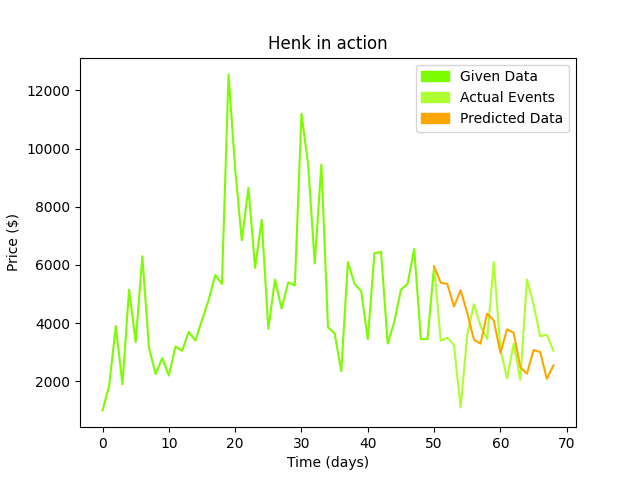 Henk in action
Given Data
Actual Events
Predicted Data
12000
10000
8000
6000
4000
2000
Price ($)
0 10 20 30 40 50 60 70
Time (days)